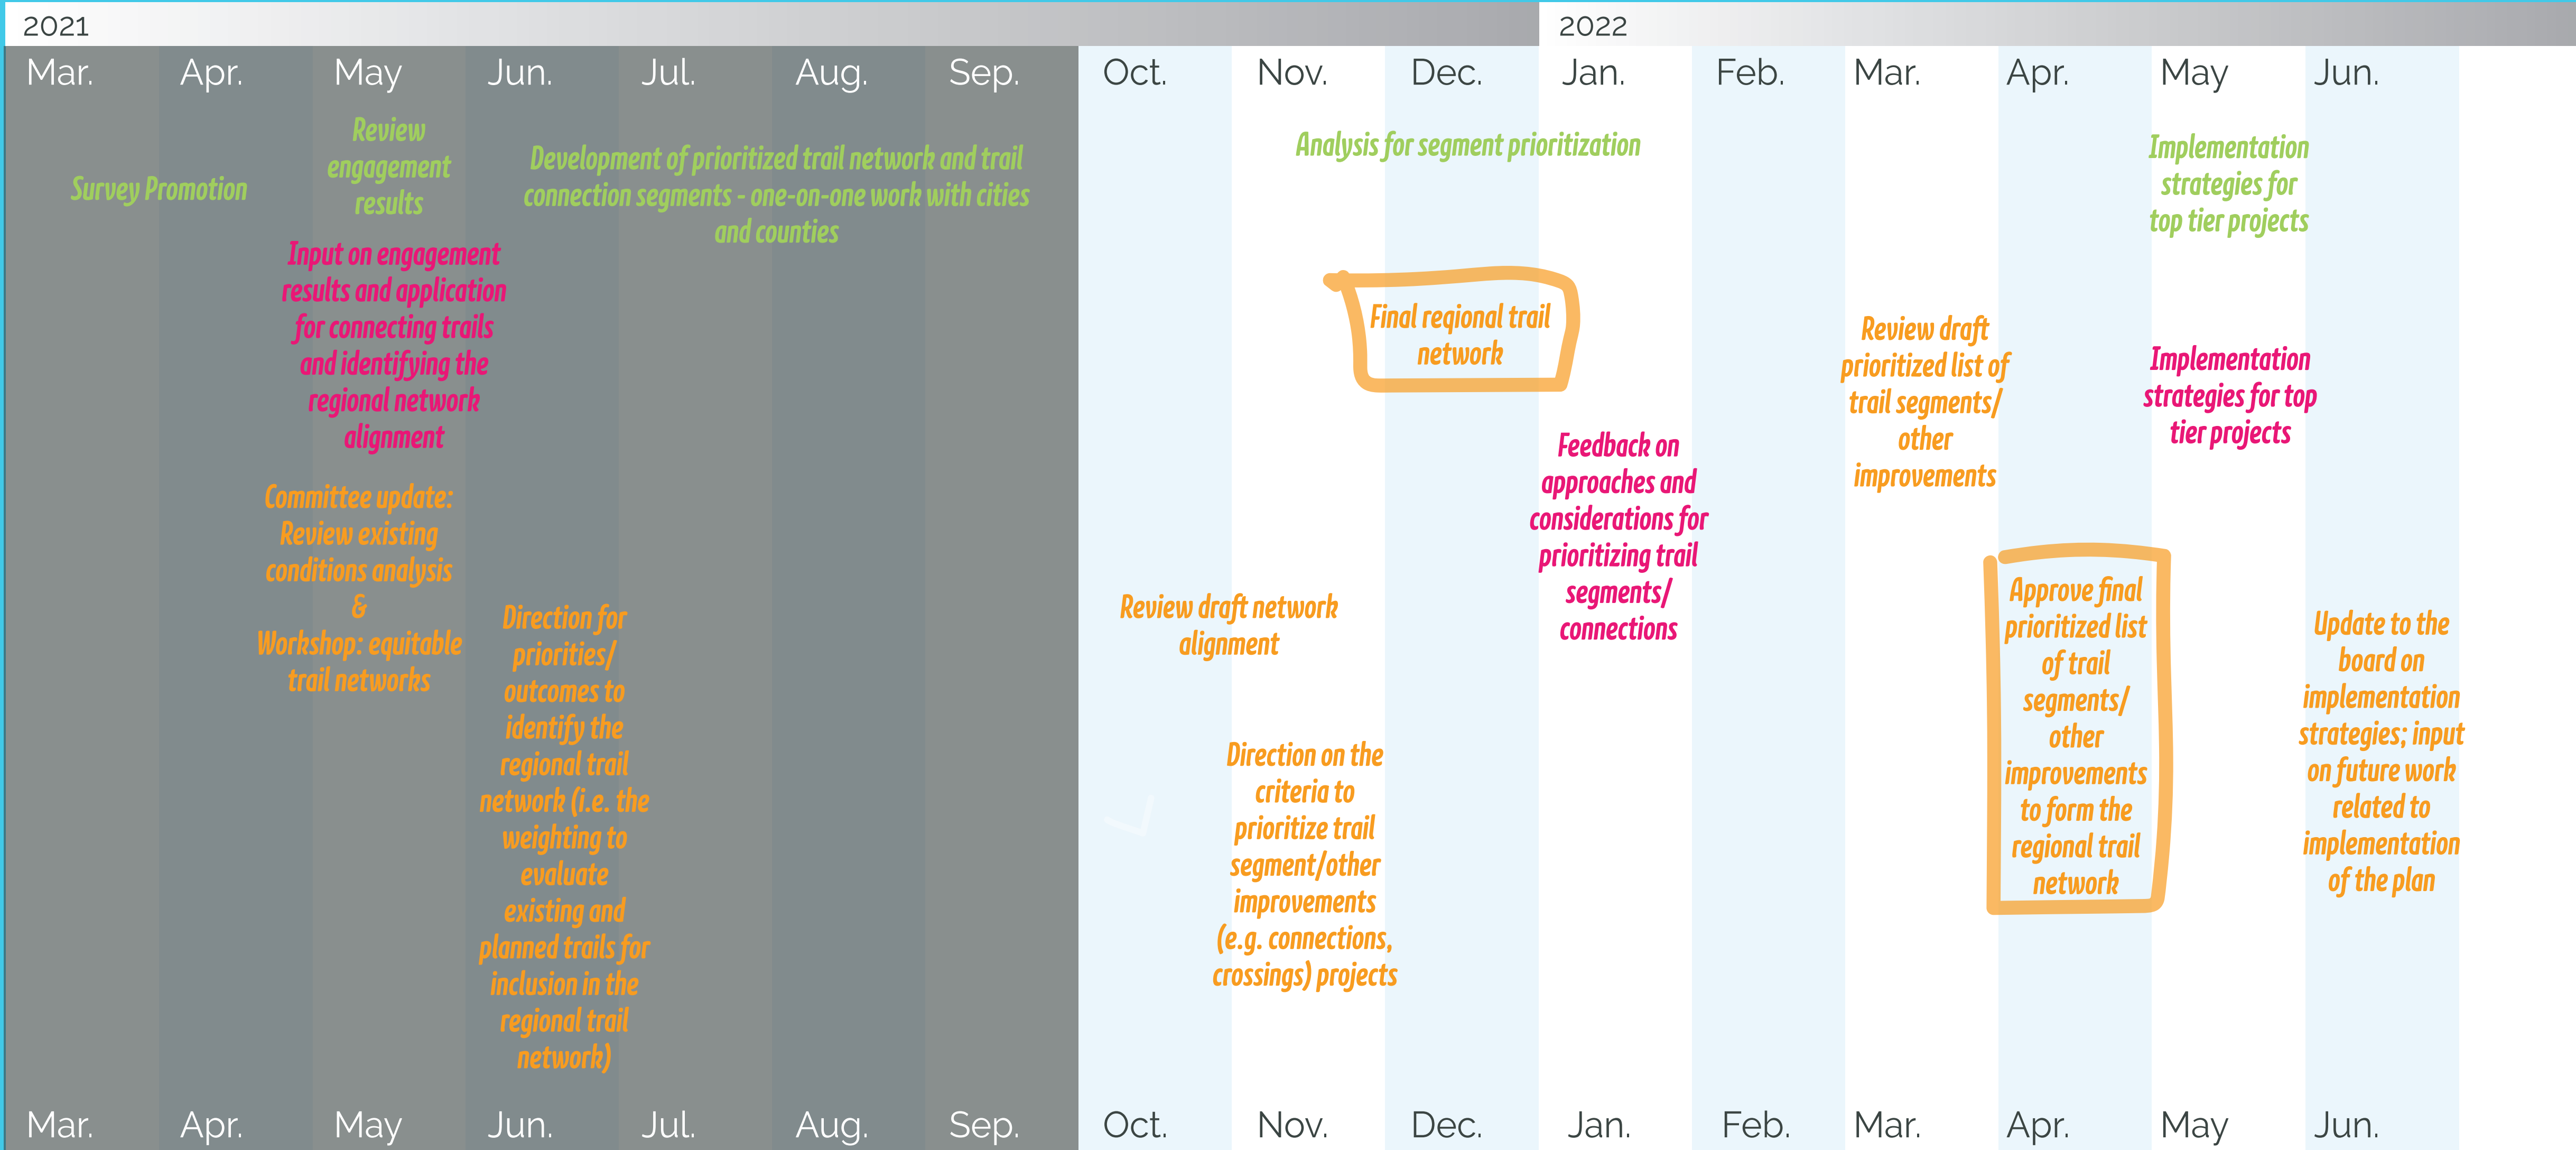 2021
2022
Mar.
Apr.
May
Jun.
Jul.
Aug.
Sep.
Oct.
Nov.
Dec.
Jan.
Feb.
Mar.
Apr.
May
Jun.
Survey Promotion
Review
engagement
results
Development of prioritized trail network and trail
connection segments - one-on-one work with cities
and counties
Analysis for segment prioritization
Implementation
strategies for
top tier projects
Input on engagement
results and application
for connecting trails
and identifying the
regional network
alignment
Final regional trail
network
Review draft
prioritized list of
trail segments/
other
improvements
Implementation
strategies for top
tier projects
Feedback on
approaches and
considerations for
prioritizing trail
segments/
connections
Committee update:
Review existing
conditions analysis
&
Workshop: equitable
trail networks
Direction for
priorities/
outcomes to
identify the
regional trail
network (i.e. the
weighting to
evaluate
existing and
planned trails for
inclusion in the
regional trail
network)
Review draft network
alignment
Direction on the
criteria to
prioritize trail
segment/other
improvements
(e.g. connections,
crossings) projects
Approve final
prioritized list
of trail
segments/
other
improvements
to form the
regional trail
network
Update to the
board on
implementation
strategies; input
on future work
related to
implementation
of the plan
Mar.
Apr.
May
Jun.
Jul.
Aug.
Sep.
Oct.
Nov.
Dec.
Jan.
Feb.
Mar.
Apr.
May
Jun.